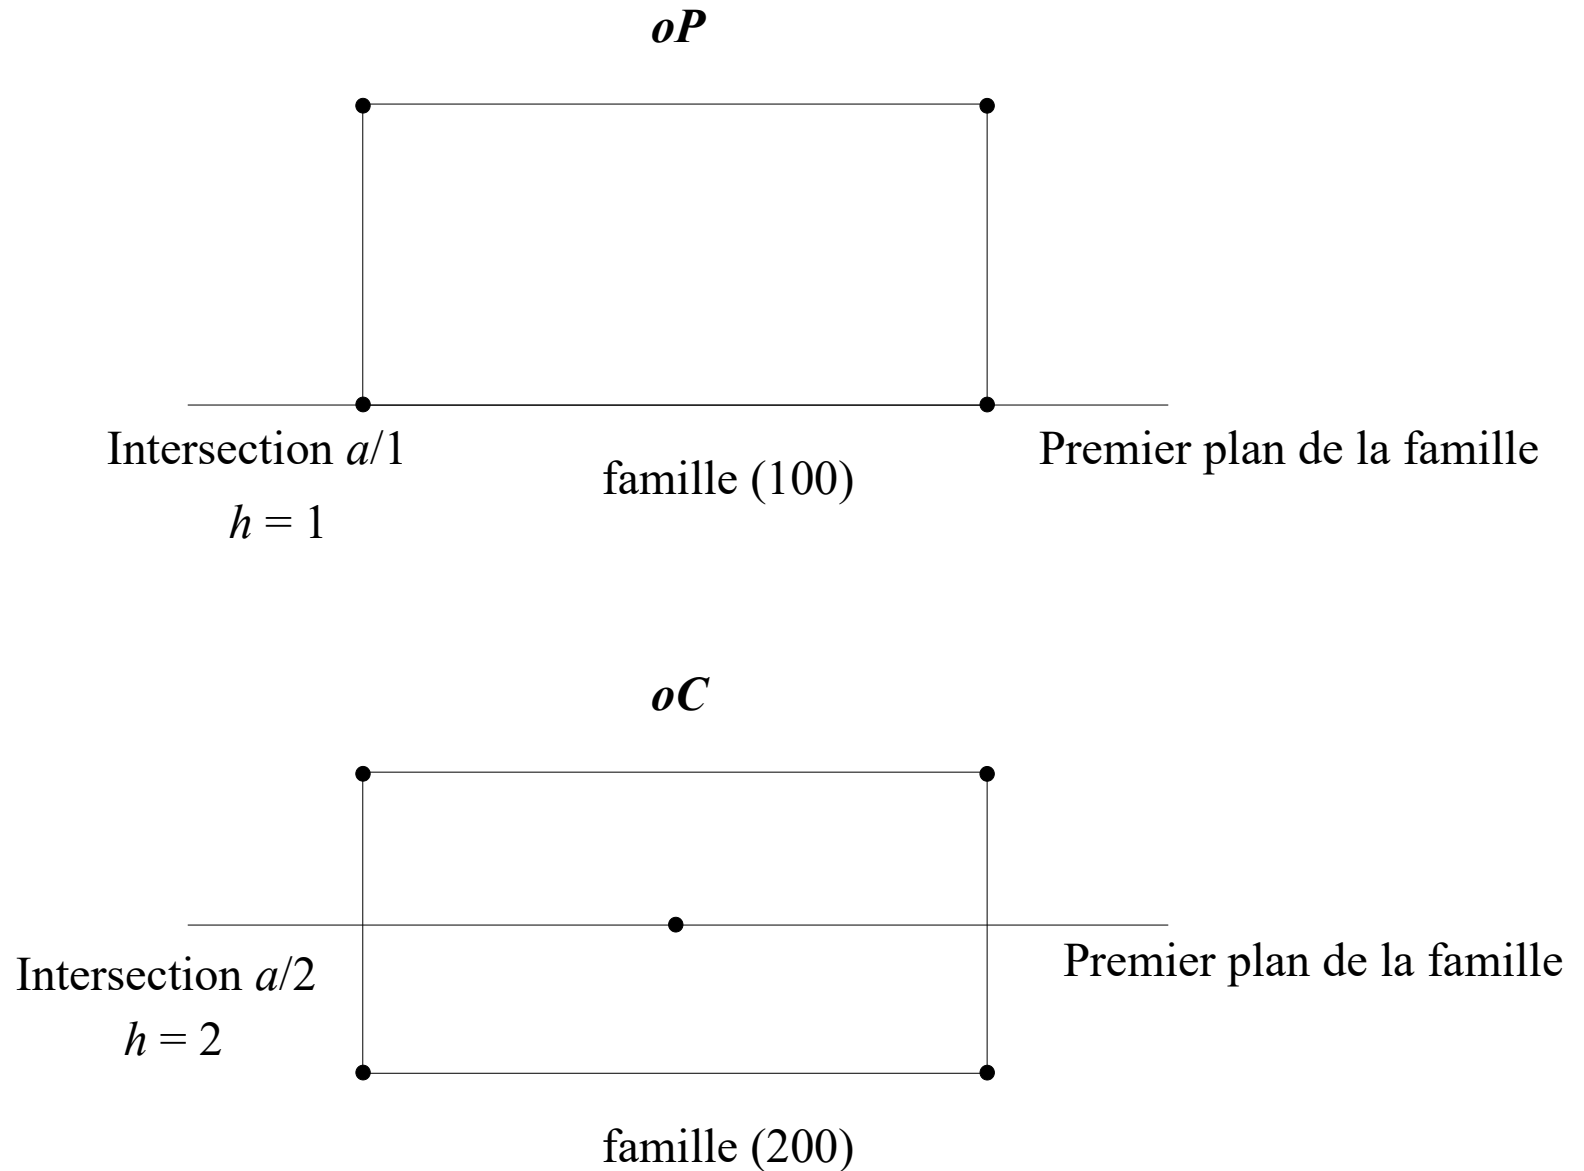 oP
Intersection a/1
Premier plan de la famille
famille (100)
h = 1
oC
Intersection a/2
Premier plan de la famille
h = 2
famille (200)